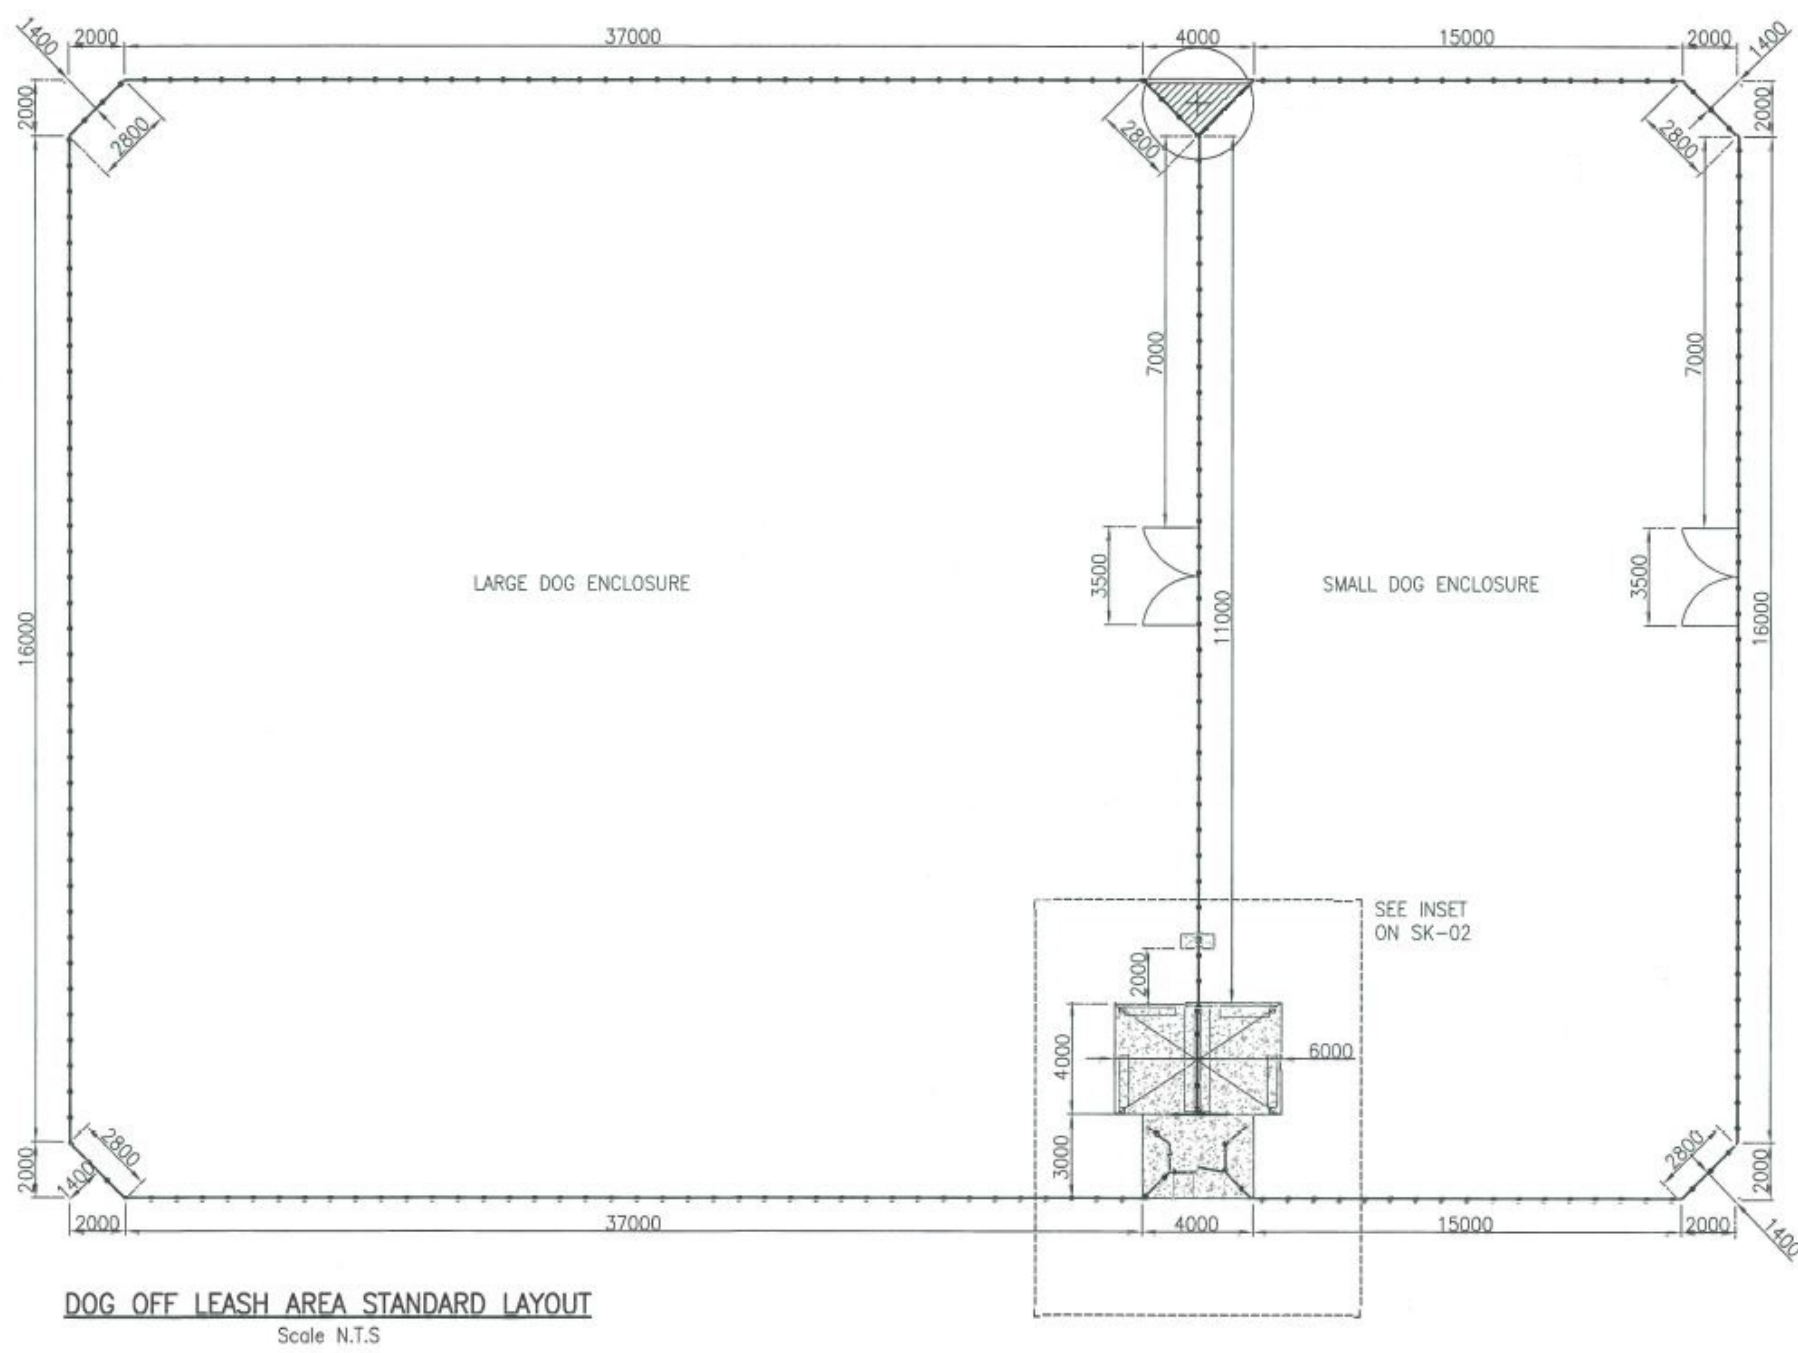 1400 2000 37000 4000 15000 2000 1400
2000 2800 2800 2800 2000
7000 7000
3500 3500
LARGE DOG ENCLOSURE
SMALL DOG ENCLOSURE
16000 11000 16000
SEE INSET
ON SK-02
2000
4000 6000
3000
2000 2800 1400 2800 2000
2000 37000 4000 15000 2000 1400
DOG OFF LEASH AREA STANDARD LAYOUT
Scale N.T.S